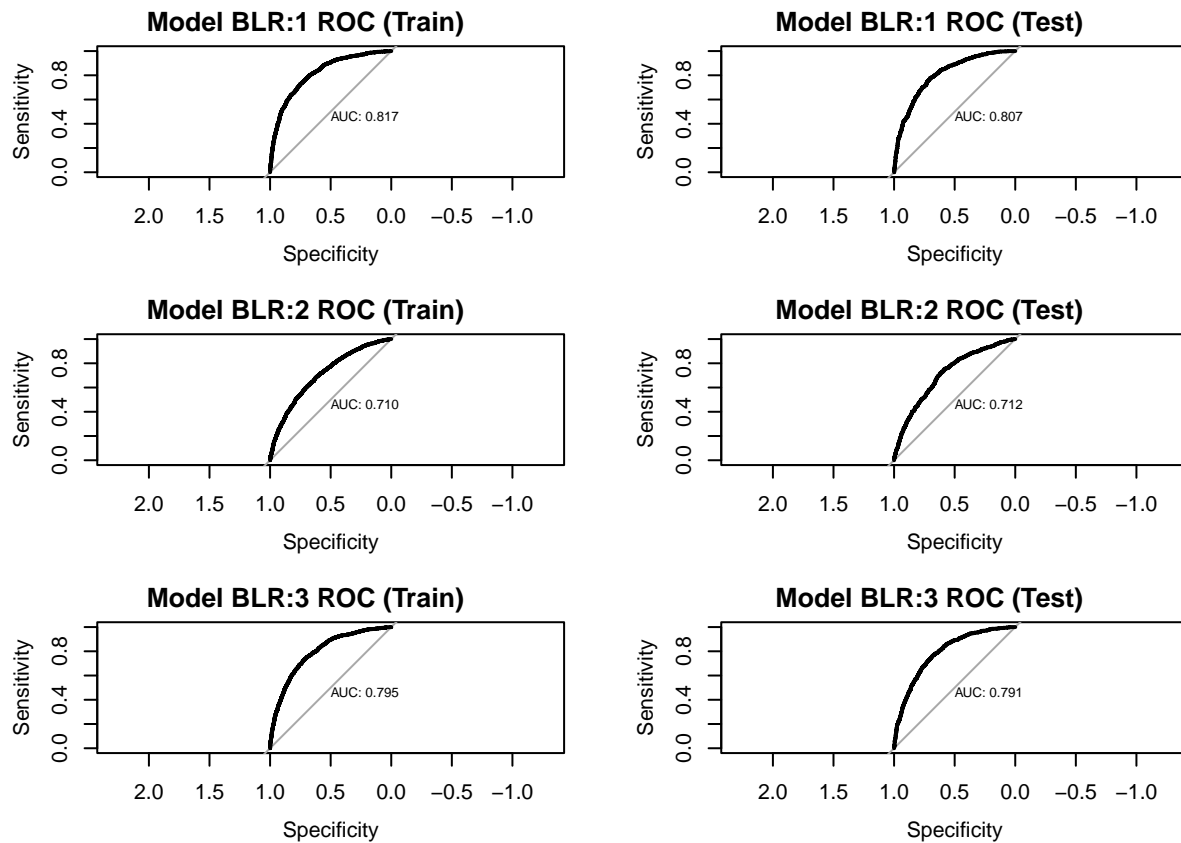 Model BLR:1 ROC (Train)
Sensitivity
0.0 0.4 0.8
AUC: 0.817
2.0 1.5 1.0 0.5 0.0 −0.5 −1.0
Specificity
Model BLR:1 ROC (Test)
Sensitivity
0.0 0.4 0.8
AUC: 0.807
2.0 1.5 1.0 0.5 0.0 −0.5 −1.0
Specificity
Model BLR:2 ROC (Train)
Sensitivity
0.0 0.4 0.8
AUC: 0.710
2.0 1.5 1.0 0.5 0.0 −0.5 −1.0
Specificity
Model BLR:2 ROC (Test)
Sensitivity
0.0 0.4 0.8
AUC: 0.712
2.0 1.5 1.0 0.5 0.0 −0.5 −1.0
Specificity
Model BLR:3 ROC (Train)
Sensitivity
0.0 0.4 0.8
AUC: 0.795
2.0 1.5 1.0 0.5 0.0 −0.5 −1.0
Specificity
Model BLR:3 ROC (Test)
Sensitivity
0.0 0.4 0.8
AUC: 0.791
2.0 1.5 1.0 0.5 0.0 −0.5 −1.0
Specificity